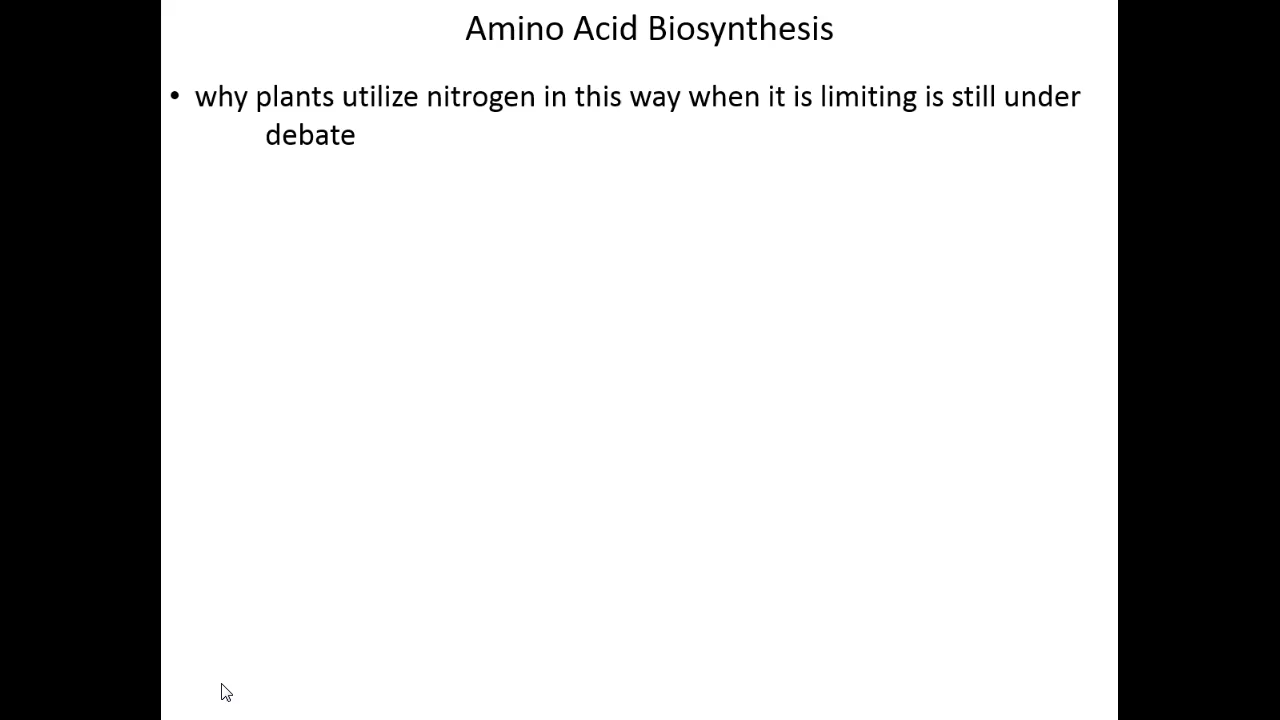 Amino Acid Biosynthesis
• why plants utilize nitrogen in this way when it is limiting is still under
debate